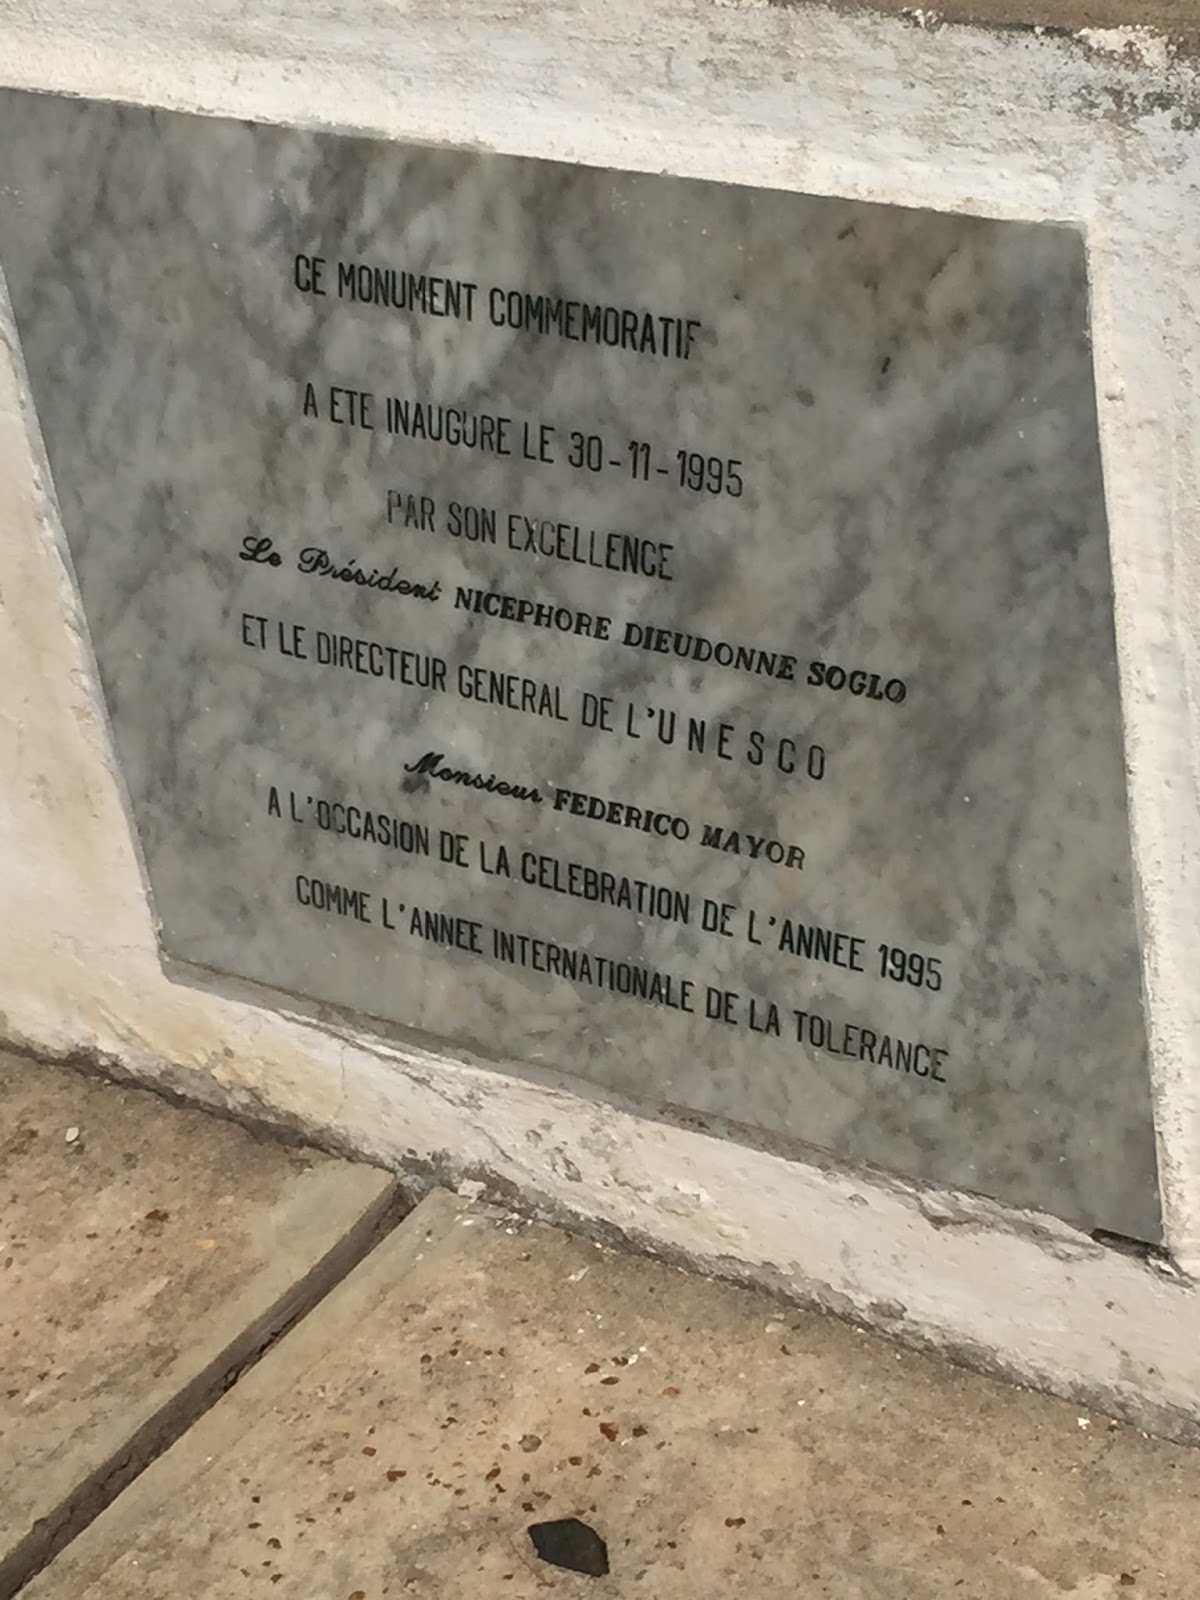 CE MONUMENT COMMEMORATIF
A ETE INAUGURE LE 30-11-1995
PAR SON EXCELLENCE
Le Président NICEPHORE DIEUDONNE SOGLO
ET LE DIRECTEUR GENERAL DE L'UNESCO
Monsieur FEDERICO MAYOR
A L'OCCASION DE LA CELEBRATION DE L'ANNEE 1995
COMME L'ANNEE INTERNATIONALE DE LA TOLERANCE